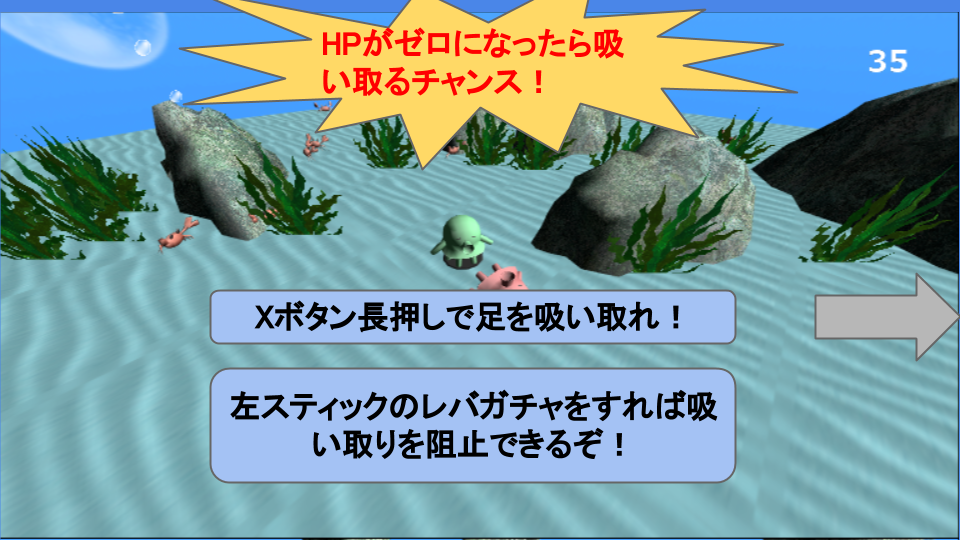 HPがゼロになったら吸
い取るチャンス！
35
Xボタン長押しで足を吸い取れ！
左スティックのレバガチャをすれば吸
い取りを阻止できるぞ！